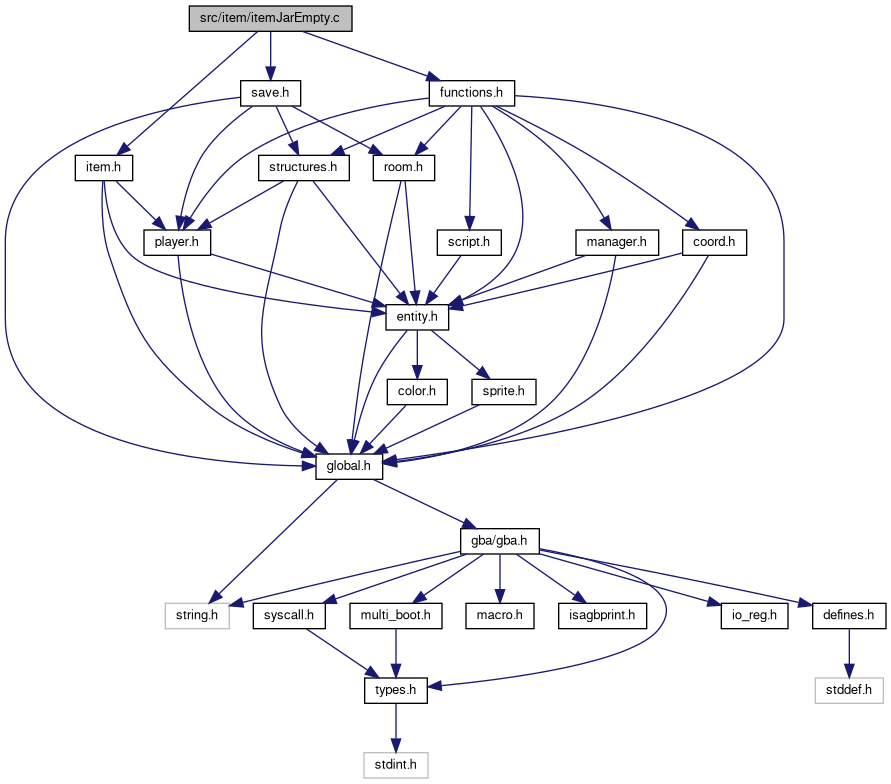 src/item/itemJarEmpty.c
save.h
functions.h
item.h
structures.h
room.h
player.h
script.h
manager.h
coord.h
entity.h
color.h
sprite.h
global.h
gba/gba.h
string.h
syscall.h
multi_boot.h
macro.h
isagbprint.h
io_reg.h
defines.h
types.h
stddef.h
stdint.h